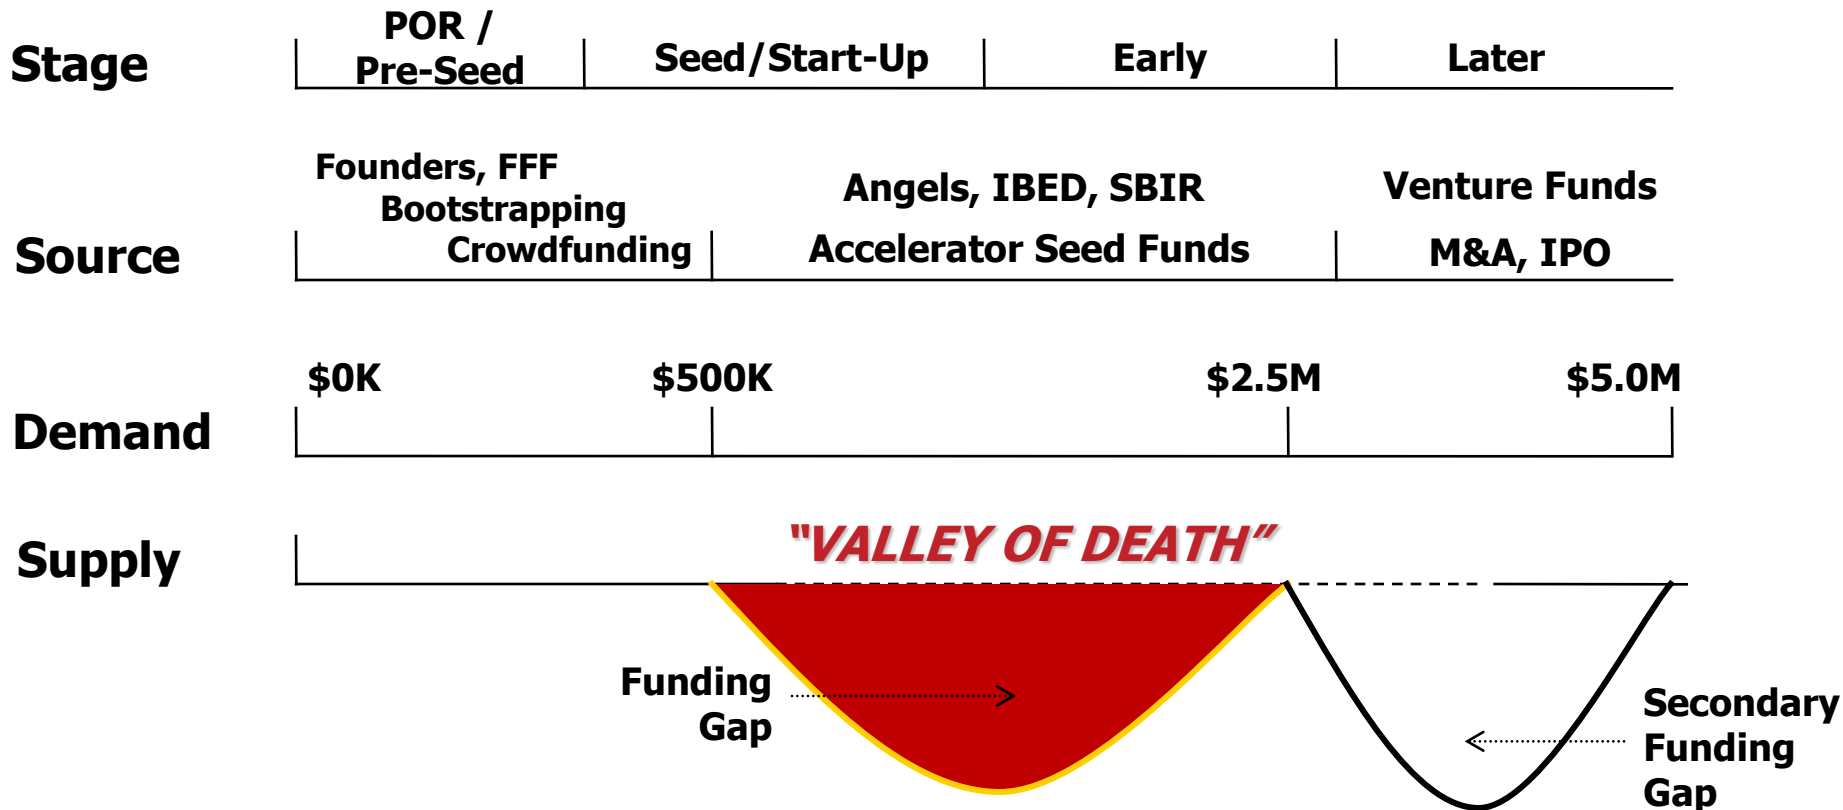 Stage
POR /
Pre-Seed
Seed/Start-Up
Early
Later
Source
Founders, FFF
Bootstrapping
Crowdfunding
Angels, IBED, SBIR
Accelerator Seed Funds
Venture Funds
M&A, IPO
Demand
$0K
$500K
$2.5M
$5.0M
Supply
“VALLEY OF DEATH”
Funding
Gap
Secondary
Funding
Gap